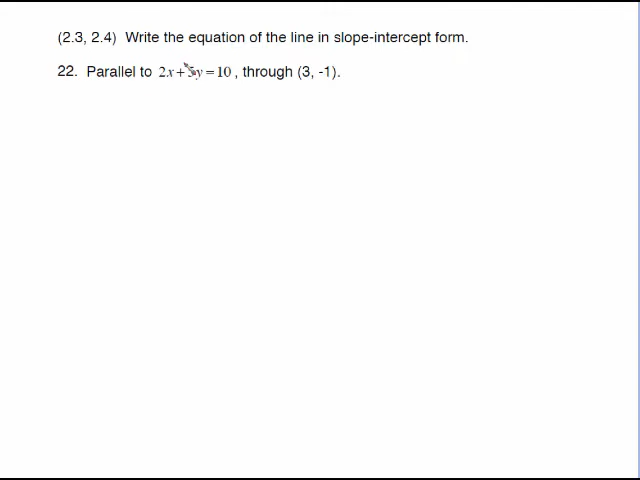 (2.3, 2.4) Write the equation of the line in slope-intercept form.
22. Parallel to 2x + y = 10 , through (3, -1).